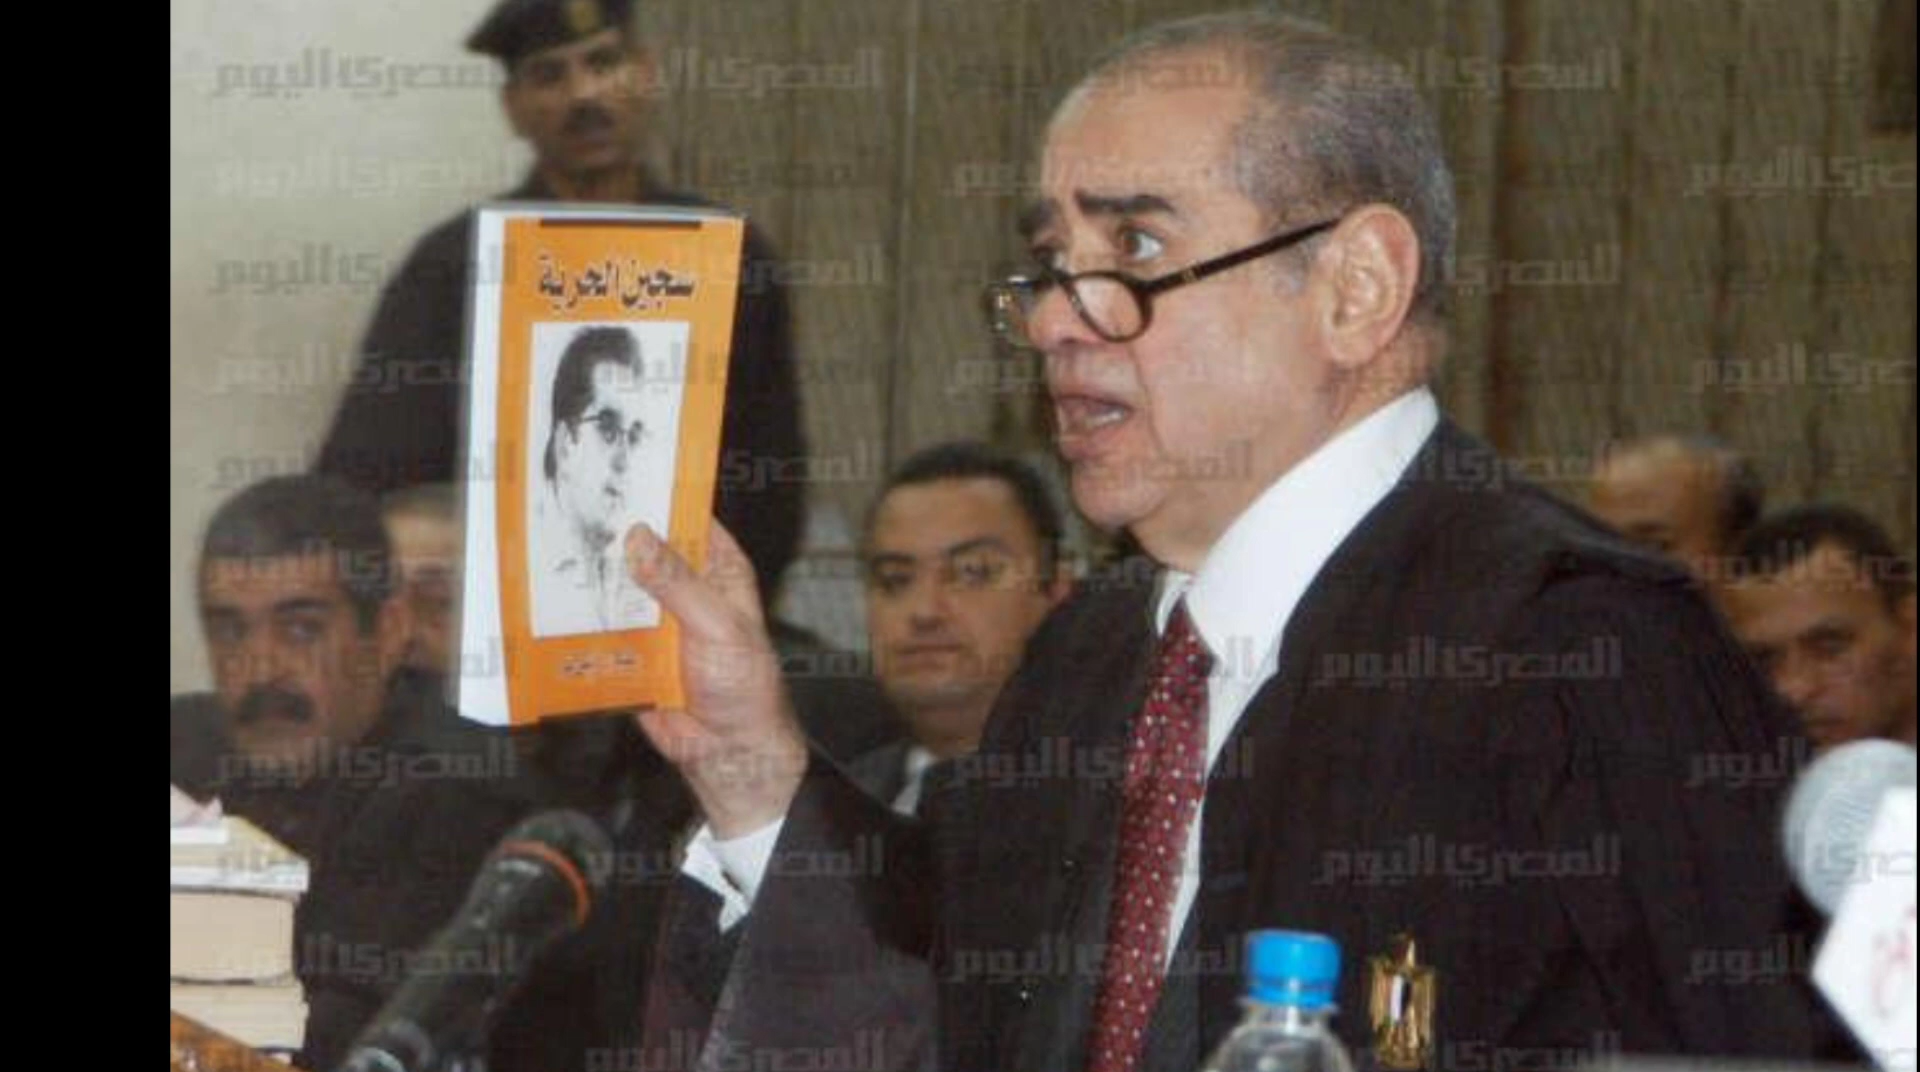 سجين الحرية
المصري اليوم